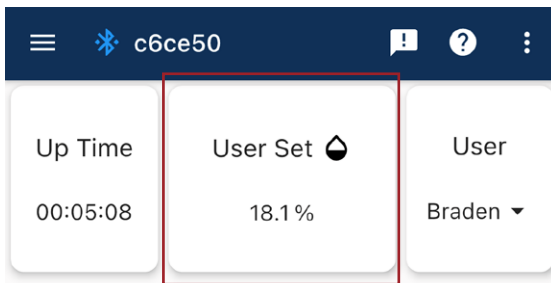 c6ce50
Up Time
00:05:08
User Set
18.1%
User
Braden